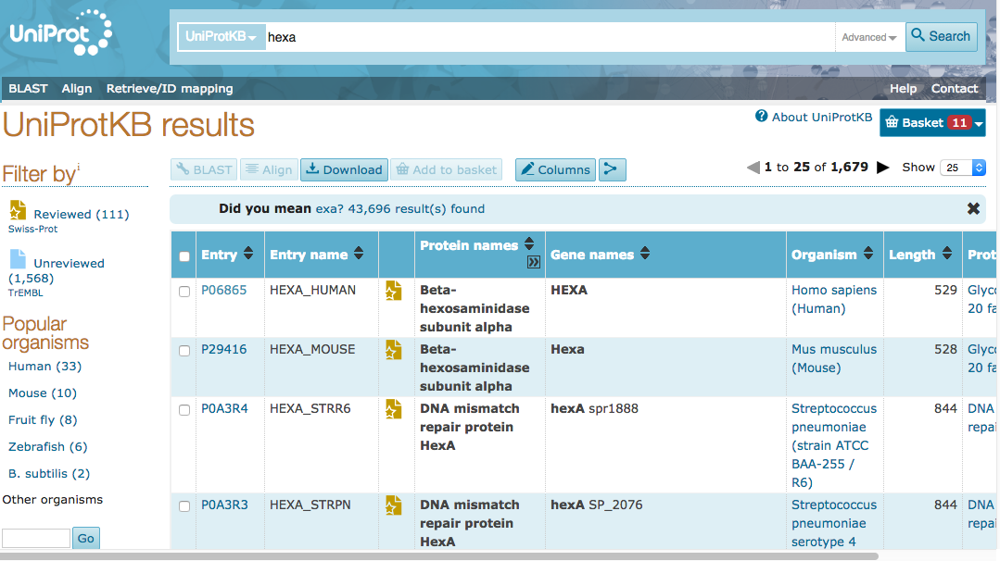 UniProt
UniProtKB
hexa
Advanced
Search
BLAST Align Retrieve/ID mapping
Help Contact
UniProtKB results
About UniProtKB
Basket 11
Filter by i
BLAST
Align
Download
Add to basket
Columns
1 to 25 of 1,679
Show 25
Reviewed (111)
Swiss-Prot
Unreviewed
(1,568)
TrEMBL
Popular
organisms
Human (33)
Mouse (10)
Fruit fly (8)
Zebrafish (6)
B. subtilis (2)
Other organisms
Go
Did you mean exa? 43,696 result(s) found
Entry Entry name Protein names Gene names Organism Length Prot
P06865 HEXA_HUMAN Beta- HEXA Homo sapiens 529 Glyco
hexosaminidase (Human) 20 fa
subunit alpha
P29416 HEXA_MOUSE Beta- Hexa Mus musculus 528 Glyco
hexosaminidase (Mouse) 20 fa
subunit alpha
P0A3R4 HEXA_STRR6 DNA mismatch hexA spr1888 Streptococcus 844 DNA
repair protein pneumoniae repai
HexA (strain ATCC
BAA-255 /
R6)
P0A3R3 HEXA_STRPN DNA mismatch hexA SP_2076 Streptococcus 844 DNA
repair protein pneumoniae repai
HexA serotype 4